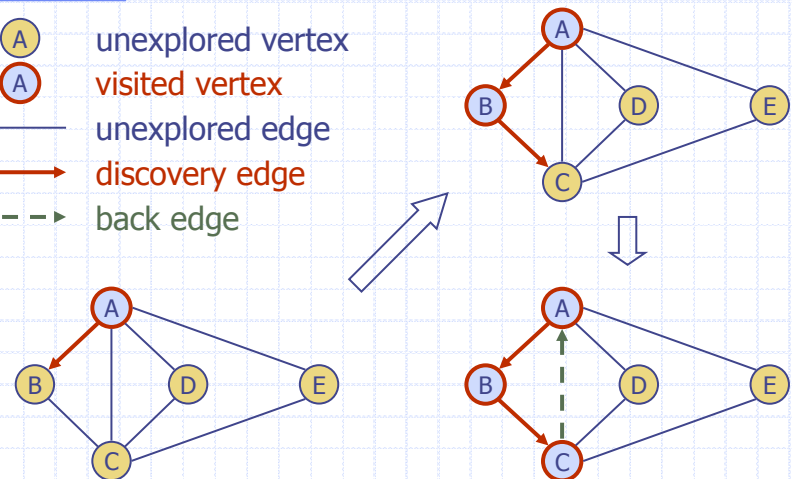 A unexplored vertex
A visited vertex
unexplored edge
discovery edge
back edge
A
B D E
C
A
B D E
C
A
B D E
C